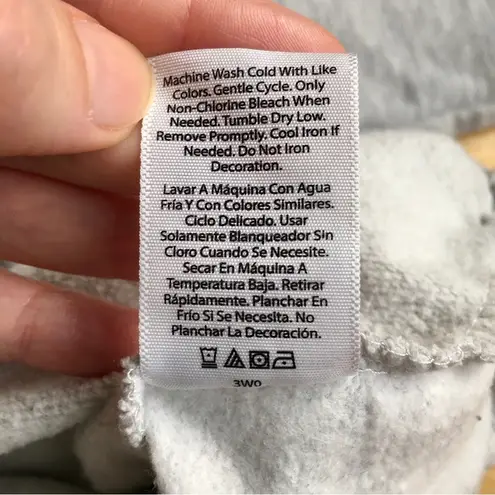 Machine Wash Cold With Like
Colors. Gentle Cycle. Only
Non-Chlorine Bleach When
Needed. Tumble Dry Low.
Remove Promptly. Cool Iron If
Needed. Do Not Iron
Decoration.
Lavar A Máquina Con Agua
Fría Y Con Colores Similares.
Ciclo Delicado. Usar
Solamente Blanqueador Sin
Cloro Cuando Se Necesite.
Secar En Máquina A
Temperatura Baja. Retirar
Rápidamente. Planchar En
Frío Si Se Necesita. No
Planchar La Decoración.
3W0